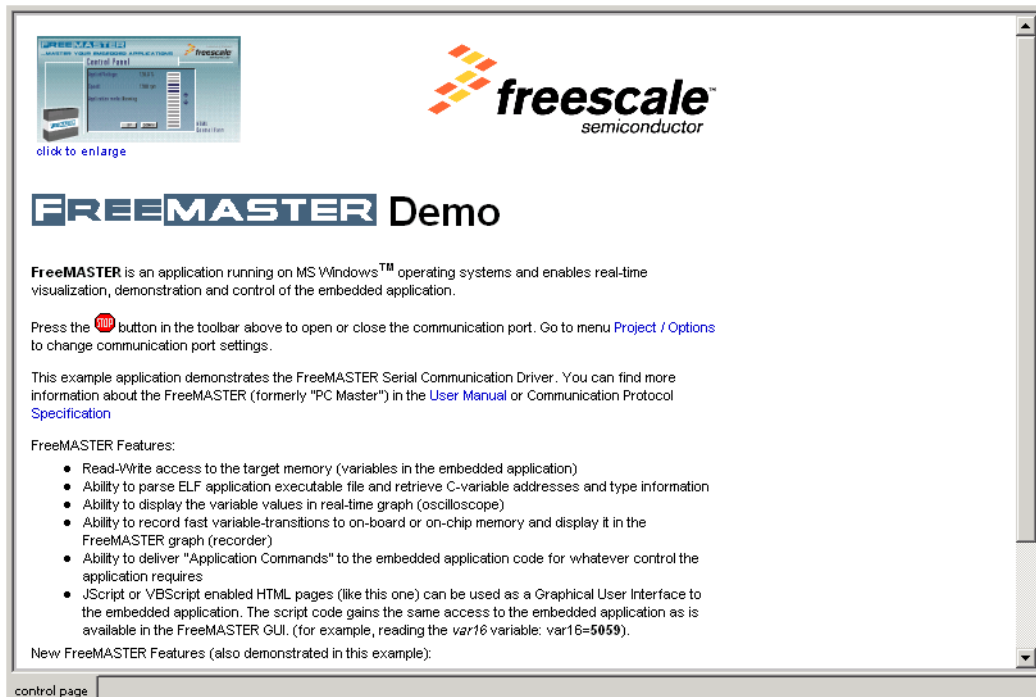 FREEMASTER
MASTER YOUR EMBEDDED APPLICATIONS
freescale
Control Panel
click to enlarge
freescale™
semiconductor
FREEMASTER Demo
FreeMASTER is an application running on MS Windows™ operating systems and enables real-time
visualization, demonstration and control of the embedded application.
Press the STOP button in the toolbar above to open or close the communication port. Go to menu Project / Options
to change communication port settings.
This example application demonstrates the FreeMASTER Serial Communication Driver. You can find more
information about the FreeMASTER (formerly "PC Master") in the User Manual or Communication Protocol
Specification
FreeMASTER Features:
• Read-Write access to the target memory (variables in the embedded application)
• Ability to parse ELF application executable file and retrieve C-variable addresses and type information
• Ability to display the variable values in real-time graph (oscilloscope)
• Ability to record fast variable-transitions to on-board or on-chip memory and display it in the
FreeMASTER graph (recorder)
• Ability to deliver "Application Commands" to the embedded application code for whatever control the
application requires
• JScript or VBScript enabled HTML pages (like this one) can be used as a Graphical User Interface to
the embedded application. The script code gains the same access to the embedded application as is
available in the FreeMASTER GUI. (for example, reading the var16 variable: var16=5059).
New FreeMASTER Features (also demonstrated in this example):
control page